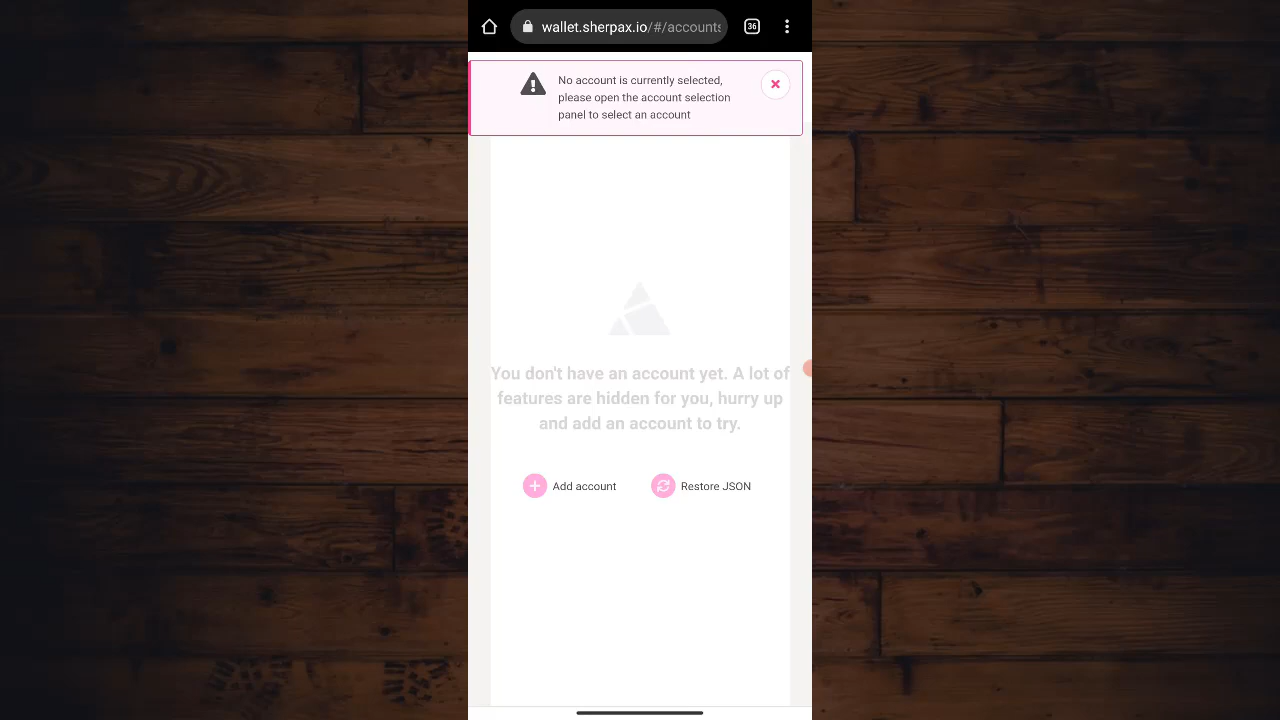 wallet.sherpax.io/#/accounts
36
No account is currently selected,
please open the account selection
panel to select an account
You don't have an account yet. A lot of
features are hidden for you, hurry up
and add an account to try.
Add account
Restore JSON